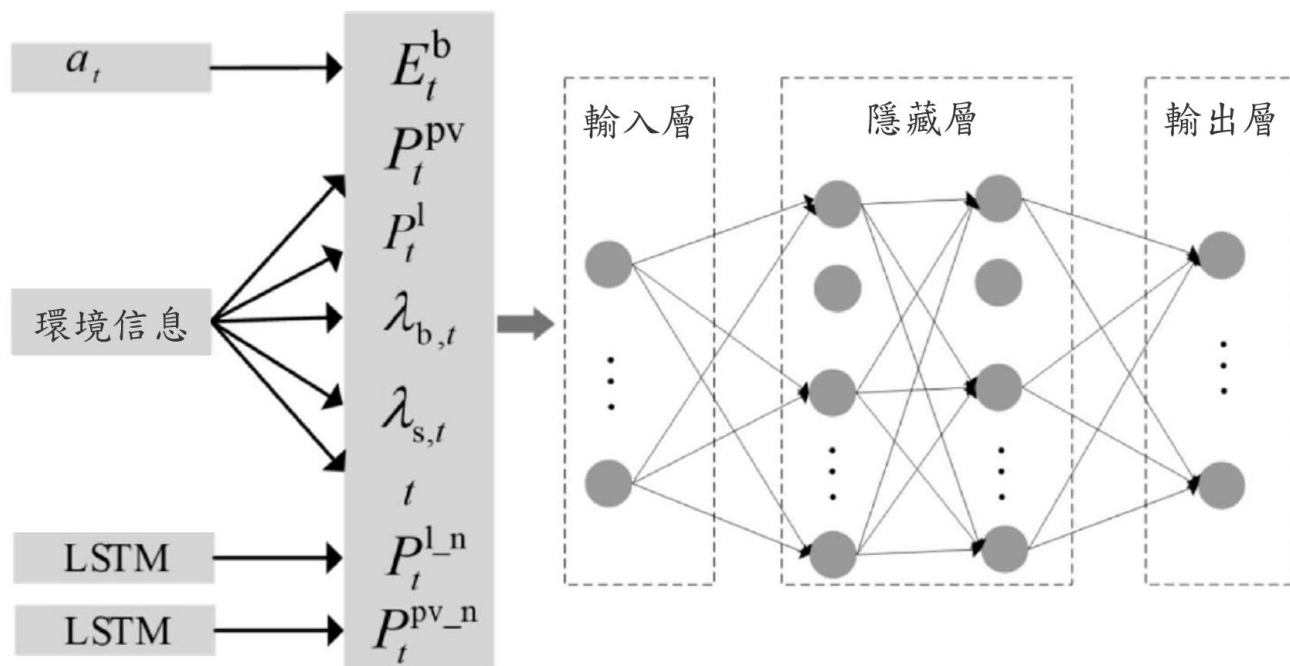 a_t
環境信息
LSTM
LSTM
E_t^b
P_t^pv
P_t^l
λ_b,t
λ_s,t
t
P_t^l_n
P_t^pv_n
輸入層
隱藏層
輸出層